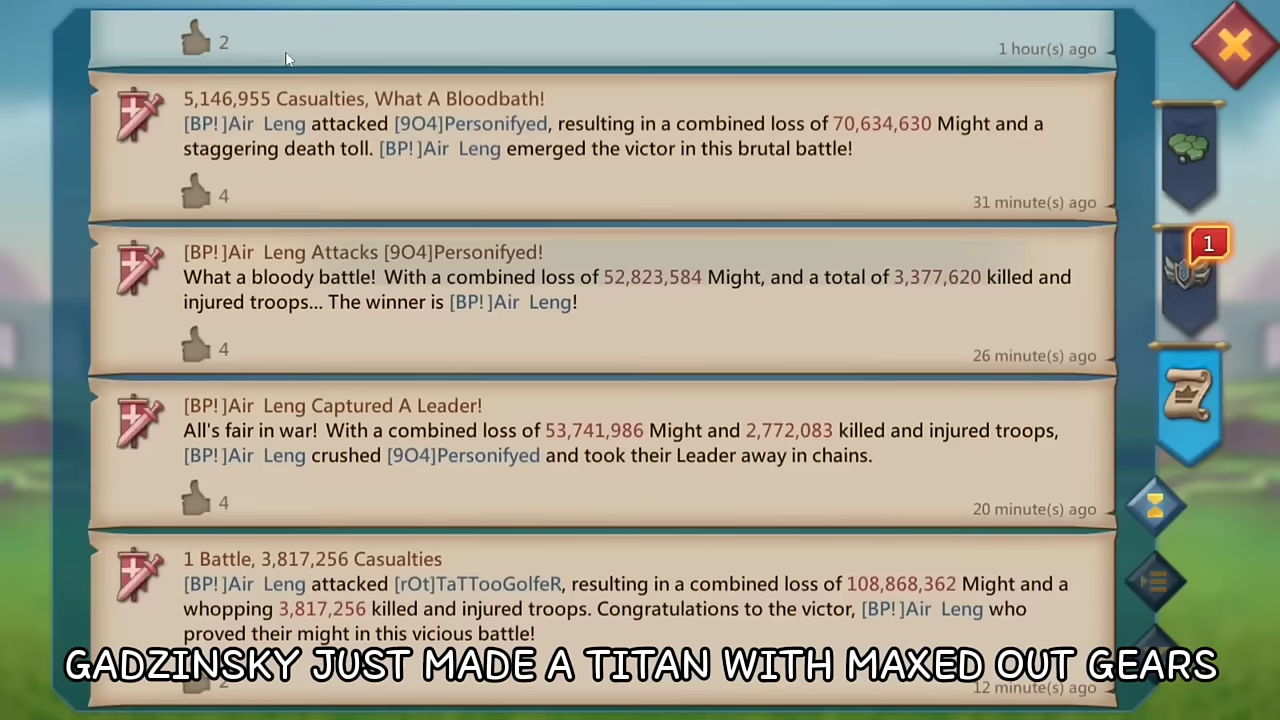 2
1 hour(s) ago
5,146,955 Casualties, What A Bloodbath!
[BP!]Air Leng attacked [9O4]Personifyed, resulting in a combined loss of 70,634,630 Might and a
staggering death toll. [BP!]Air Leng emerged the victor in this brutal battle!
4
31 minute(s) ago
[BP!]Air Leng Attacks [9O4]Personifyed!
What a bloody battle! With a combined loss of 52,823,584 Might, and a total of 3,377,620 killed and
injured troops... The winner is [BP!]Air Leng!
4
26 minute(s) ago
[BP!]Air Leng Captured A Leader!
All's fair in war! With a combined loss of 53,741,986 Might and 2,772,083 killed and injured troops,
[BP!]Air Leng crushed [9O4]Personifyed and took their Leader away in chains.
4
20 minute(s) ago
1 Battle, 3,817,256 Casualties
[BP!]Air Leng attacked [rOt]TaTTooGolfeR, resulting in a combined loss of 108,868,362 Might and a
whopping 3,817,256 killed and injured troops. Congratulations to the victor, [BP!]Air Leng who
proved their might in this vicious battle!
GADZINSKY JUST MADE A TITAN WITH MAXED OUT GEARS
2
12 minute(s) ago
1